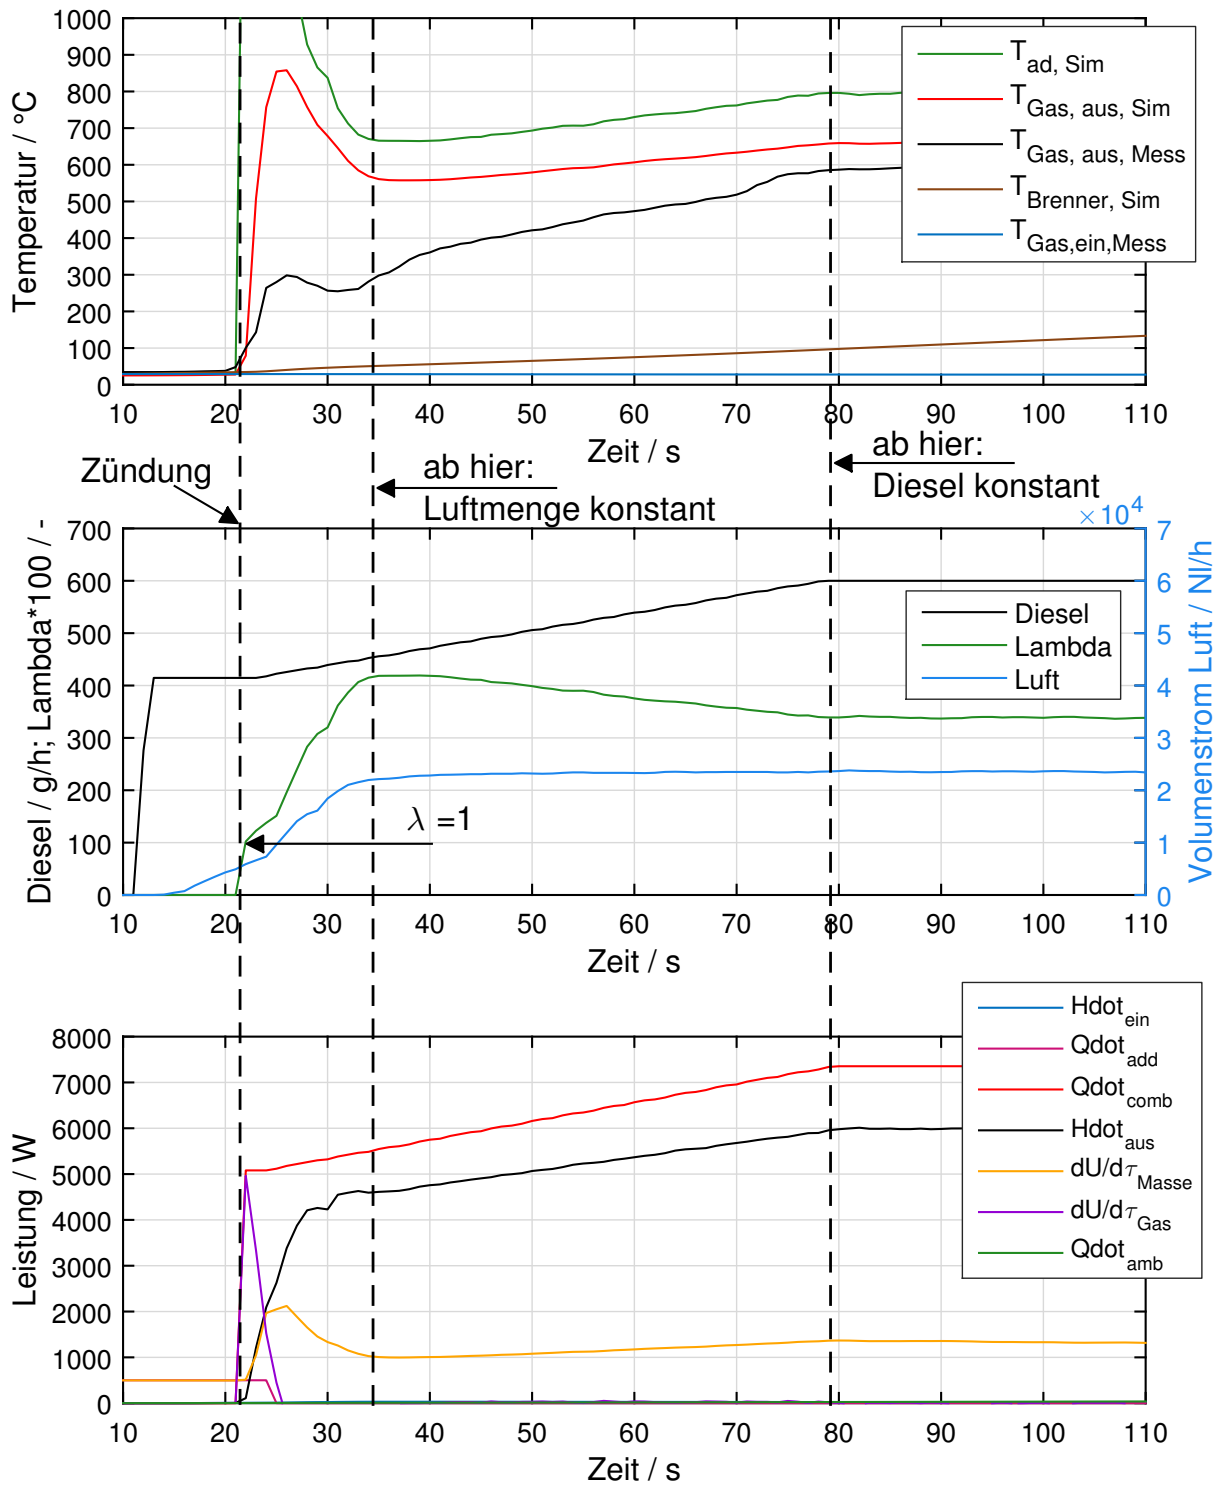 1000
900
800
700
600
500
400
300
200
100
0
Temperatur / °C
T_ad, Sim
T_Gas, aus, Sim
T_Gas, aus, Mess
T_Brenner, Sim
T_Gas,ein,Mess
10 20 30 40 50 60 70 80 90 100 110
Zeit / s
Zündung
ab hier:
Luftmenge konstant
ab hier:
Diesel konstant
700
600
500
400
300
200
100
0
Diesel / g/h; Lambda*100 / -
×10^4
7
6
5
4
3
2
1
0
Volumenstrom Luft / Nl/h
Diesel
Lambda
Luft
λ =1
10 20 30 40 50 60 70 80 90 100 110
Zeit / s
8000
7000
6000
5000
4000
3000
2000
1000
0
Leistung / W
Hdot_ein
Qdot_add
Qdot_comb
Hdot_aus
dU/dτ_Masse
dU/dτ_Gas
Qdot_amb
10 20 30 40 50 60 70 80 90 100 110
Zeit / s